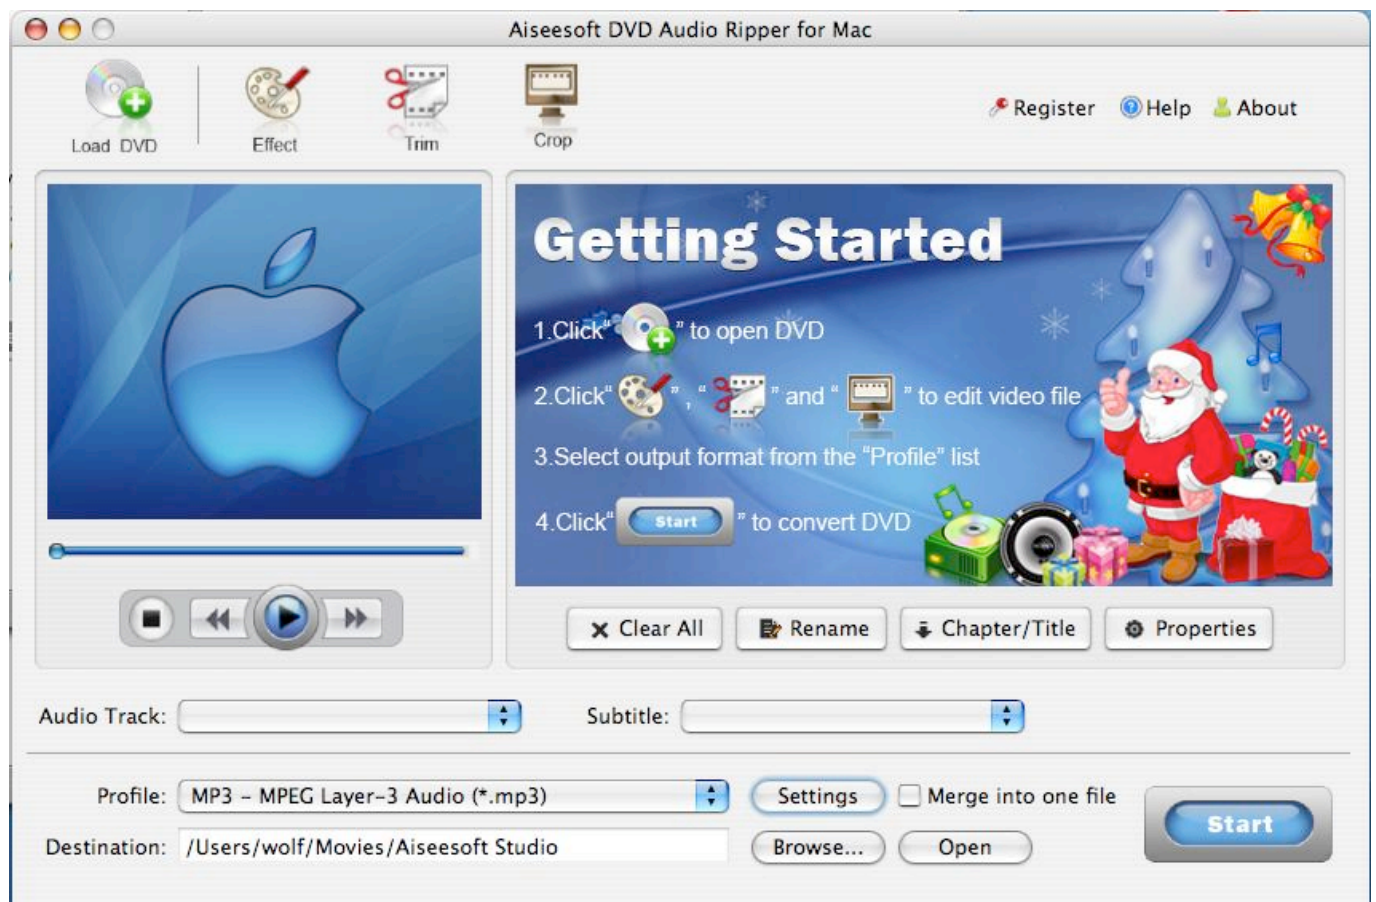 Aiseesoft DVD Audio Ripper for Mac
Load DVD
Effect
Trim
Crop
Register
Help
About
Getting Started
1.Click“ ” to open DVD
2.Click“ ” , “ ” and “ ” to edit video file
3.Select output format from the “Profile” list
4.Click“ Start ” to convert DVD
Clear All
Rename
Chapter/Title
Properties
Audio Track:
Subtitle:
Profile: MP3 – MPEG Layer-3 Audio (*.mp3)
Settings
Merge into one file
Start
Destination: /Users/wolf/Movies/Aiseesoft Studio
Browse...
Open